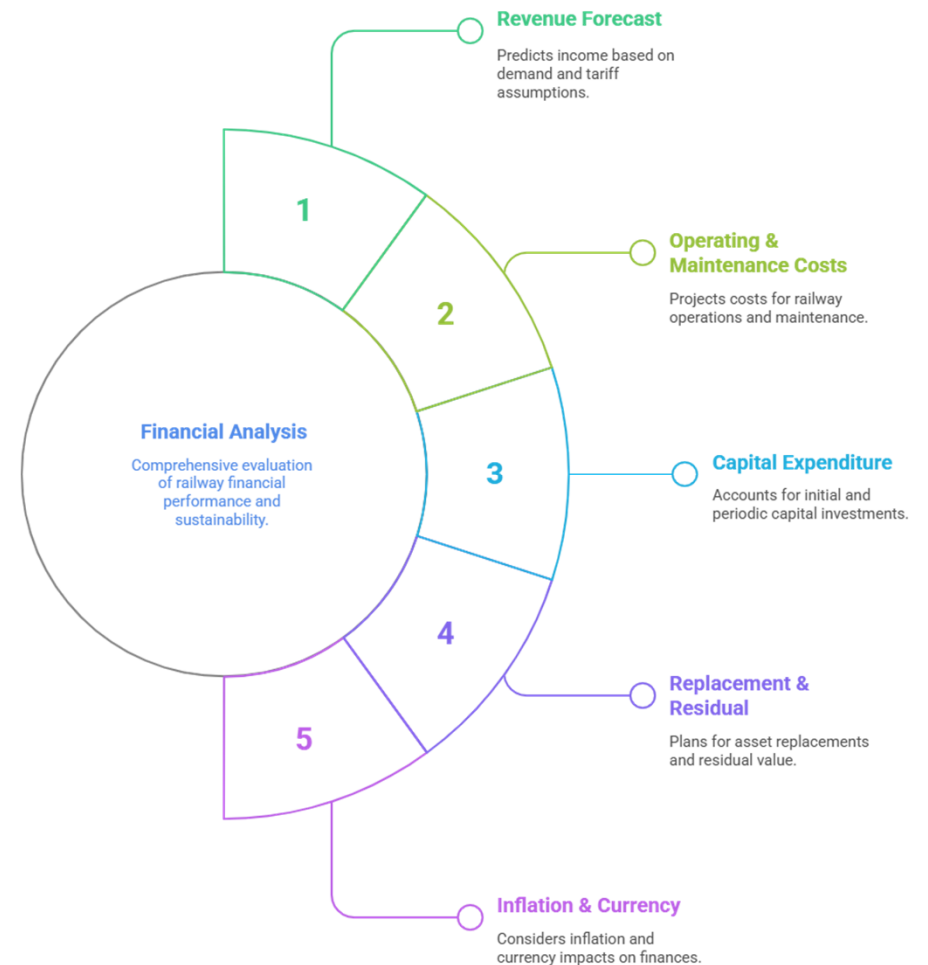 Revenue Forecast
Predicts income based on
demand and tariff
assumptions.
1
Operating &
Maintenance Costs
Projects costs for railway
operations and maintenance.
2
Financial Analysis
Comprehensive evaluation
of railway financial
performance and
sustainability.
3
Capital Expenditure
Accounts for initial and
periodic capital investments.
4
Replacement &
Residual
Plans for asset replacements
and residual value.
5
Inflation & Currency
Considers inflation and
currency impacts on finances.